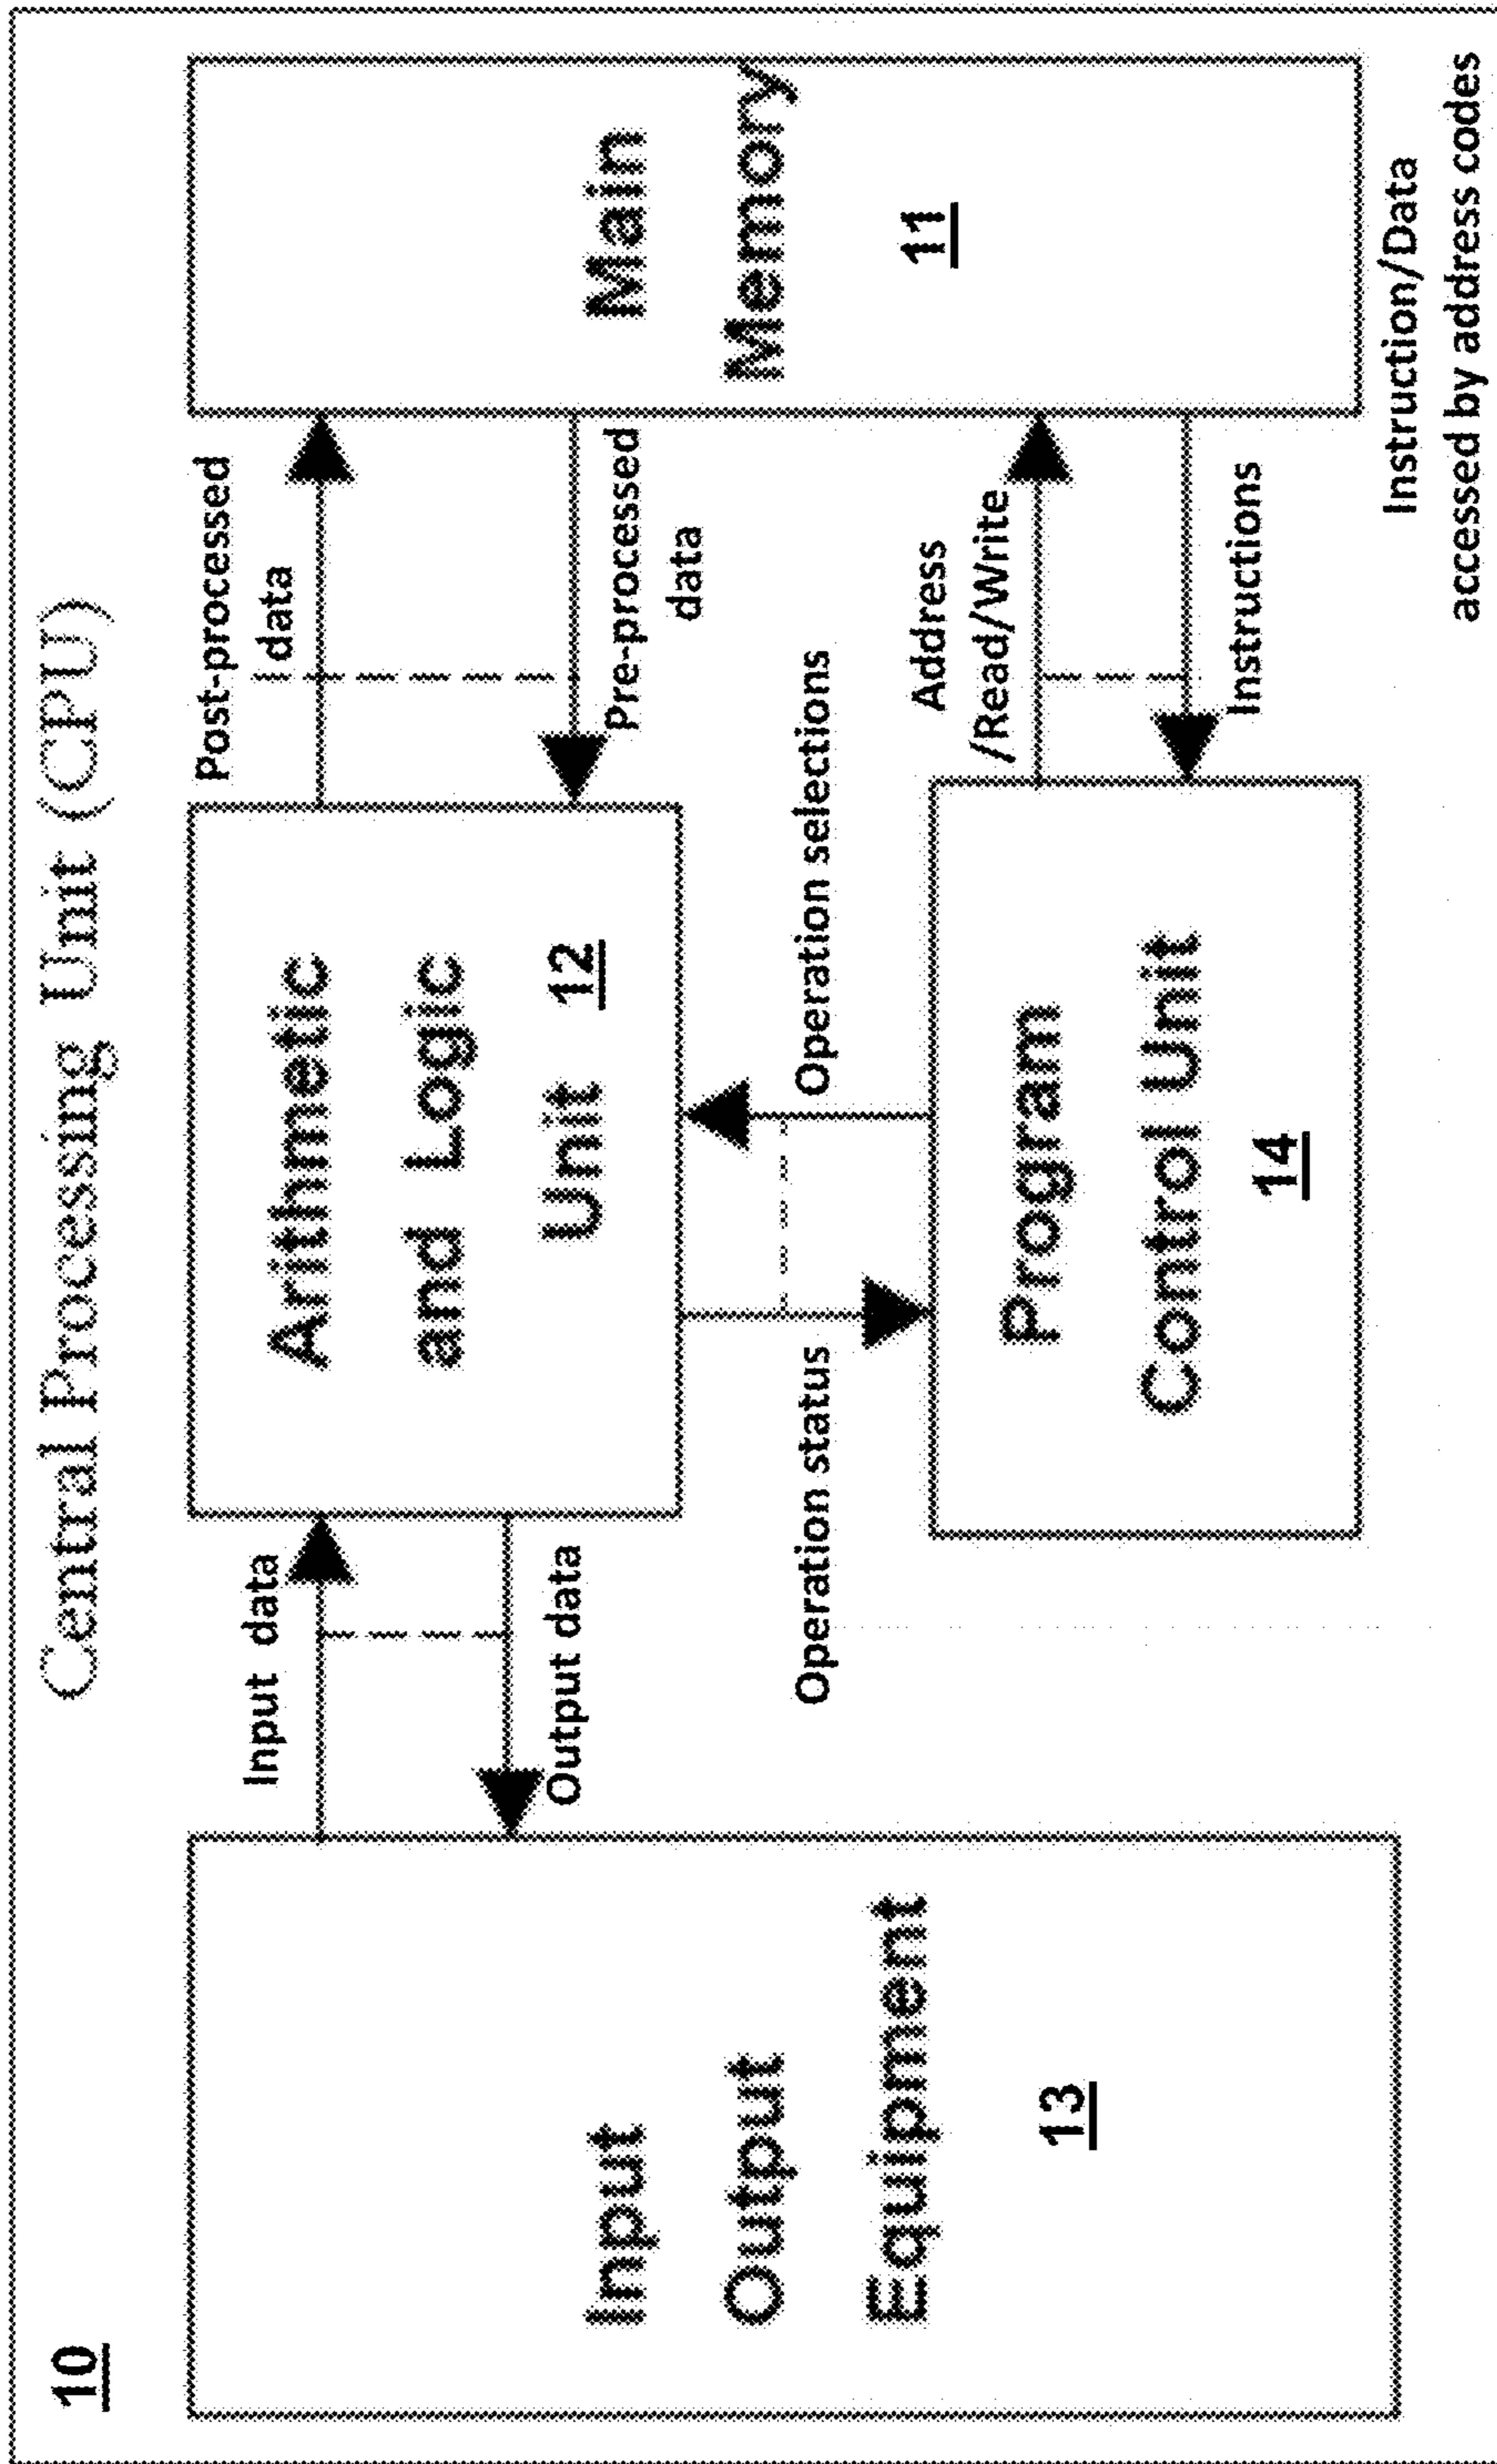 10
Central Processing Unit (CPU)
Input
Output
Equipment
13
Input data
Output data
Arithmetic
and Logic
Unit 12
Operation status
Operation selections
Program
Control Unit
14
Post-processed
data
Pre-processed
data
Address
/Read/Write
Instructions
Main
Memory
11
Instruction/Data
accessed by address codes